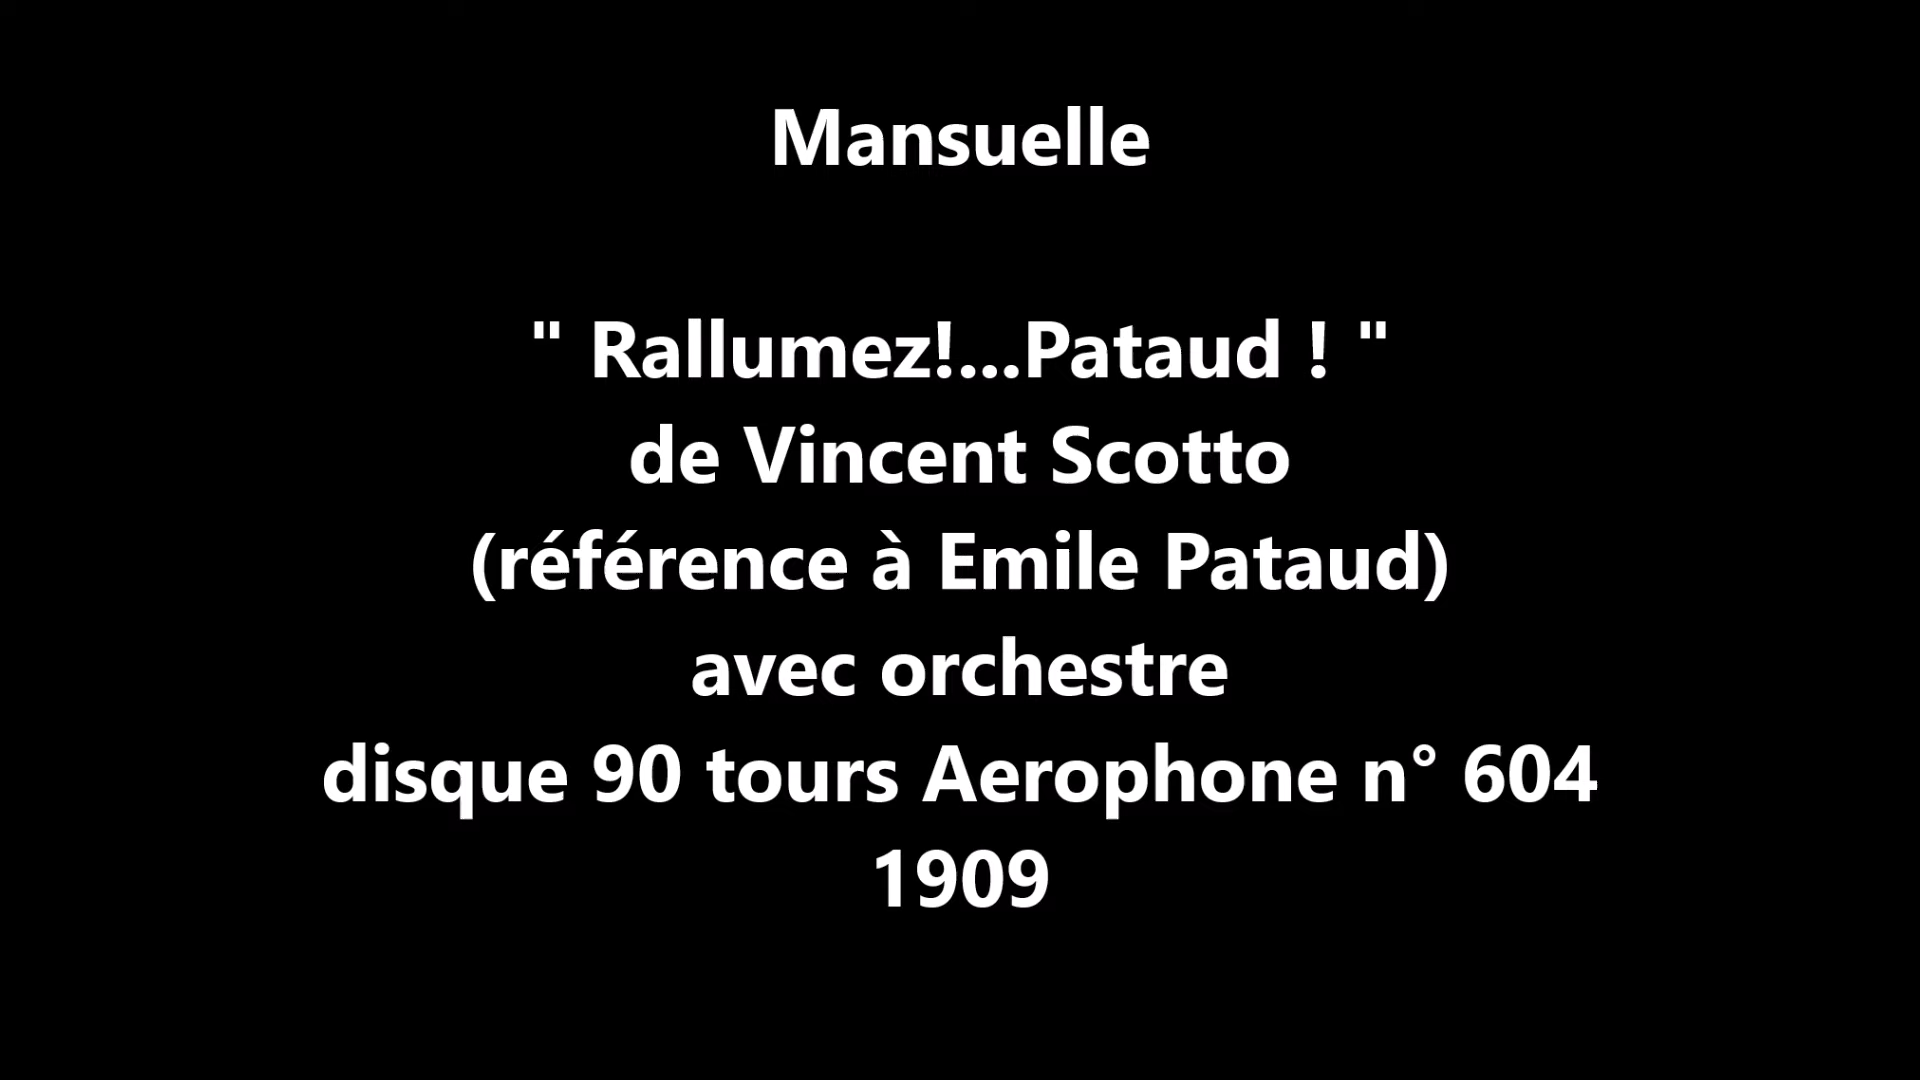 Mansuelle
" Rallumez!...Pataud ! "
de Vincent Scotto
(référence à Emile Pataud)
avec orchestre
disque 90 tours Aerophone n° 604
1909